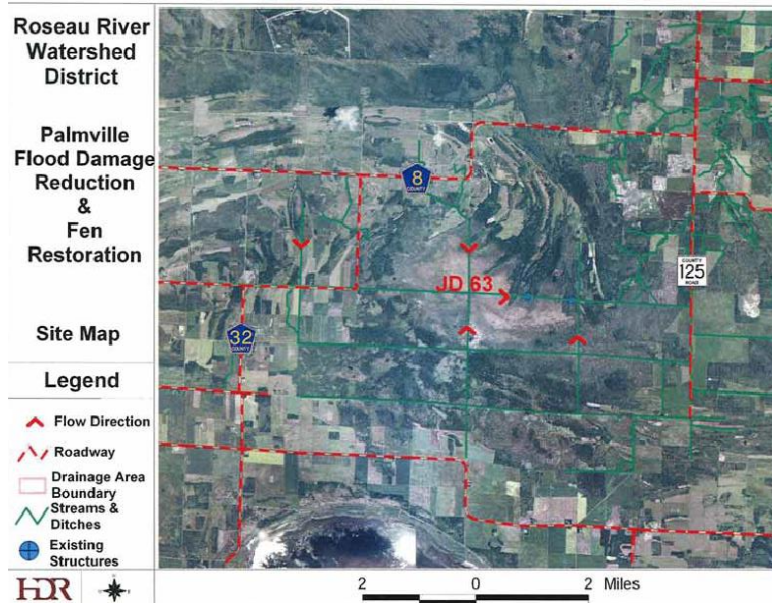 Roseau River
Watershed
District
Palmville
Flood Damage
Reduction
&
Fen
Restoration
Site Map
Legend
Flow Direction
Roadway
Drainage Area
Boundary
Streams &
Ditches
Existing
Structures
HDR
8
COUNTY
JD 63
COUNTY
125
ROAD
32
COUNTY
2 0 2 Miles